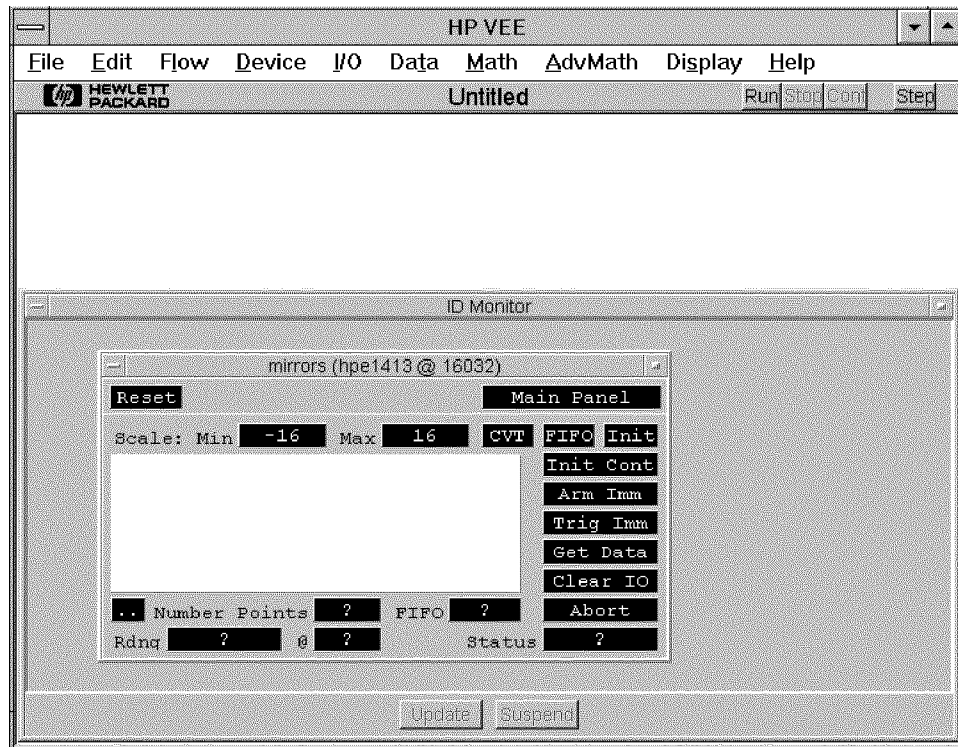 HP VEE
File Edit Flow Device I/O Data Math AdvMath Display Help
hp HEWLETT PACKARD Untitled Run Stop Cont Step
ID Monitor
mirrors (hpe1413 @ 16032)
Reset Main Panel
Scale: Min -16 Max 16 CVT FIFO Init
Init Cont
Arm Imm
Trig Imm
Get Data
Clear IO
.. Number Points ? FIFO ? Abort
Rdng ? @ ? Status ?
Update Suspend